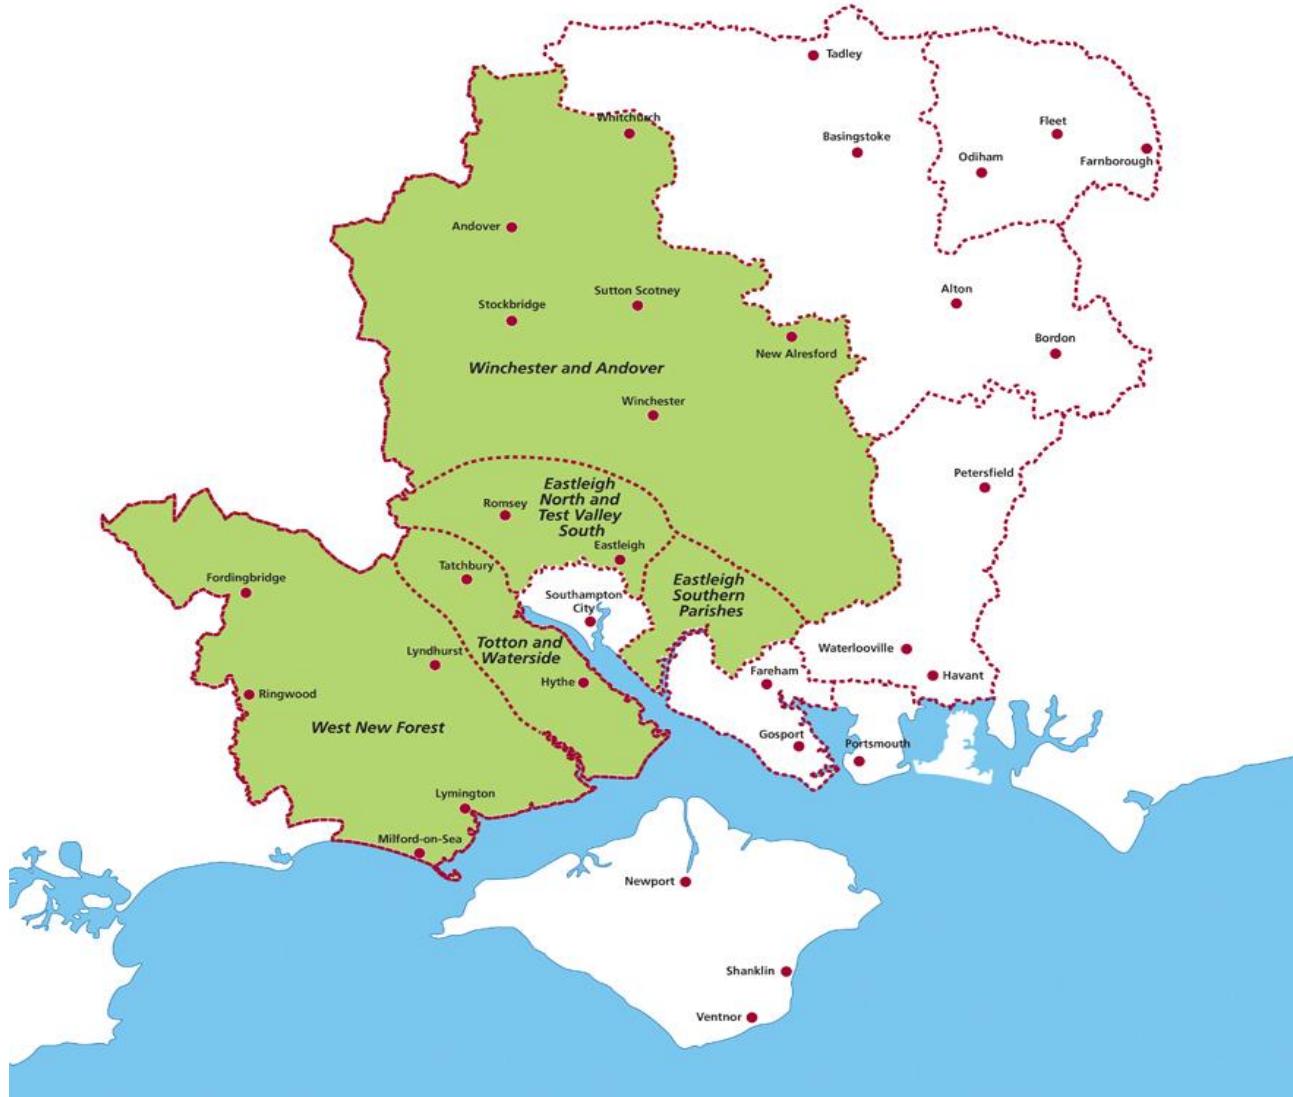 Tadley
Whitchurch
Fleet
Basingstoke
Odiham
Farnborough
Andover
Alton
Sutton Scotney
Stockbridge
Bordon
New Alresford
Winchester and Andover
Winchester
Petersfield
Eastleigh
North and
Test Valley
South
Romsey
Eastleigh
Tatchbury
Fordingbridge
Eastleigh
Southern
Parishes
Southampton
City
Totton and
Waterside
Lyndhurst
Waterlooville
Fareham
Havant
Hythe
Ringwood
West New Forest
Gosport
Portsmouth
Lymington
Milford-on-Sea
Newport
Shanklin
Ventnor